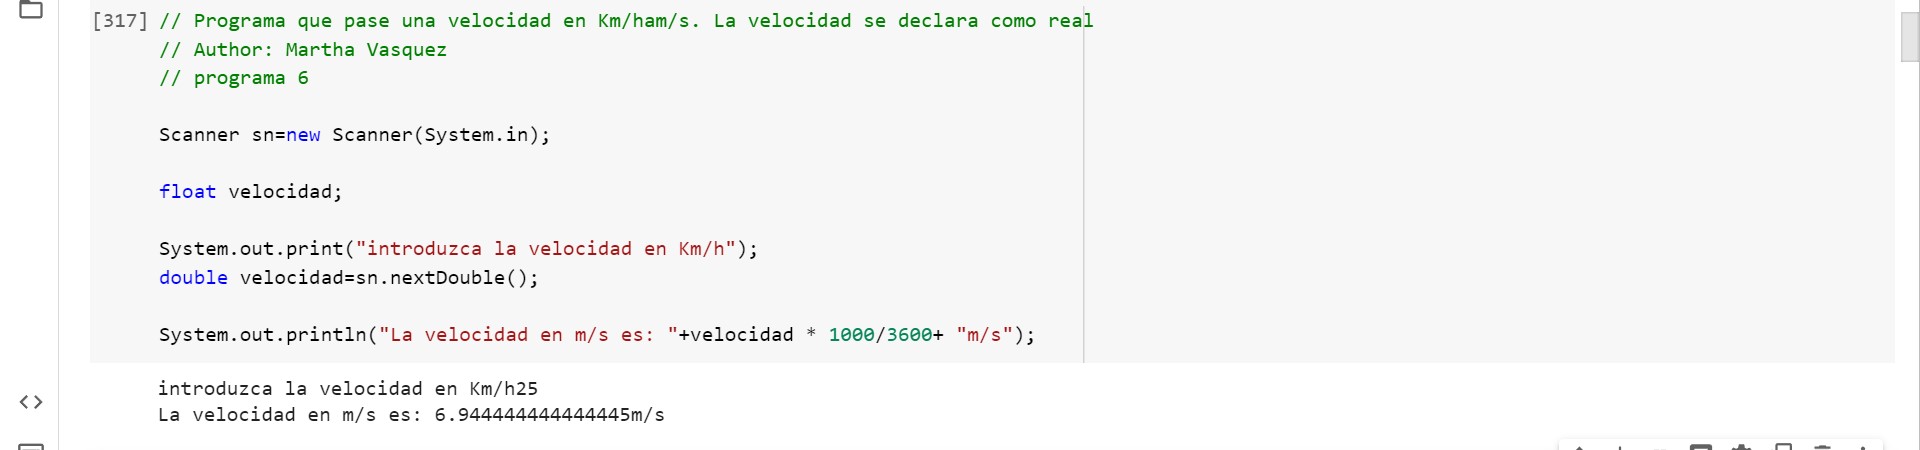 [317] // Programa que pase una velocidad en Km/ham/s. La velocidad se declara como real
// Author: Martha Vasquez
// programa 6
Scanner sn=new Scanner(System.in);
float velocidad;
System.out.print("introduzca la velocidad en Km/h");
double velocidad=sn.nextDouble();
System.out.println("La velocidad en m/s es: "+velocidad * 1000/3600+ "m/s");
introduzca la velocidad en Km/h25
La velocidad en m/s es: 6.944444444444445m/s